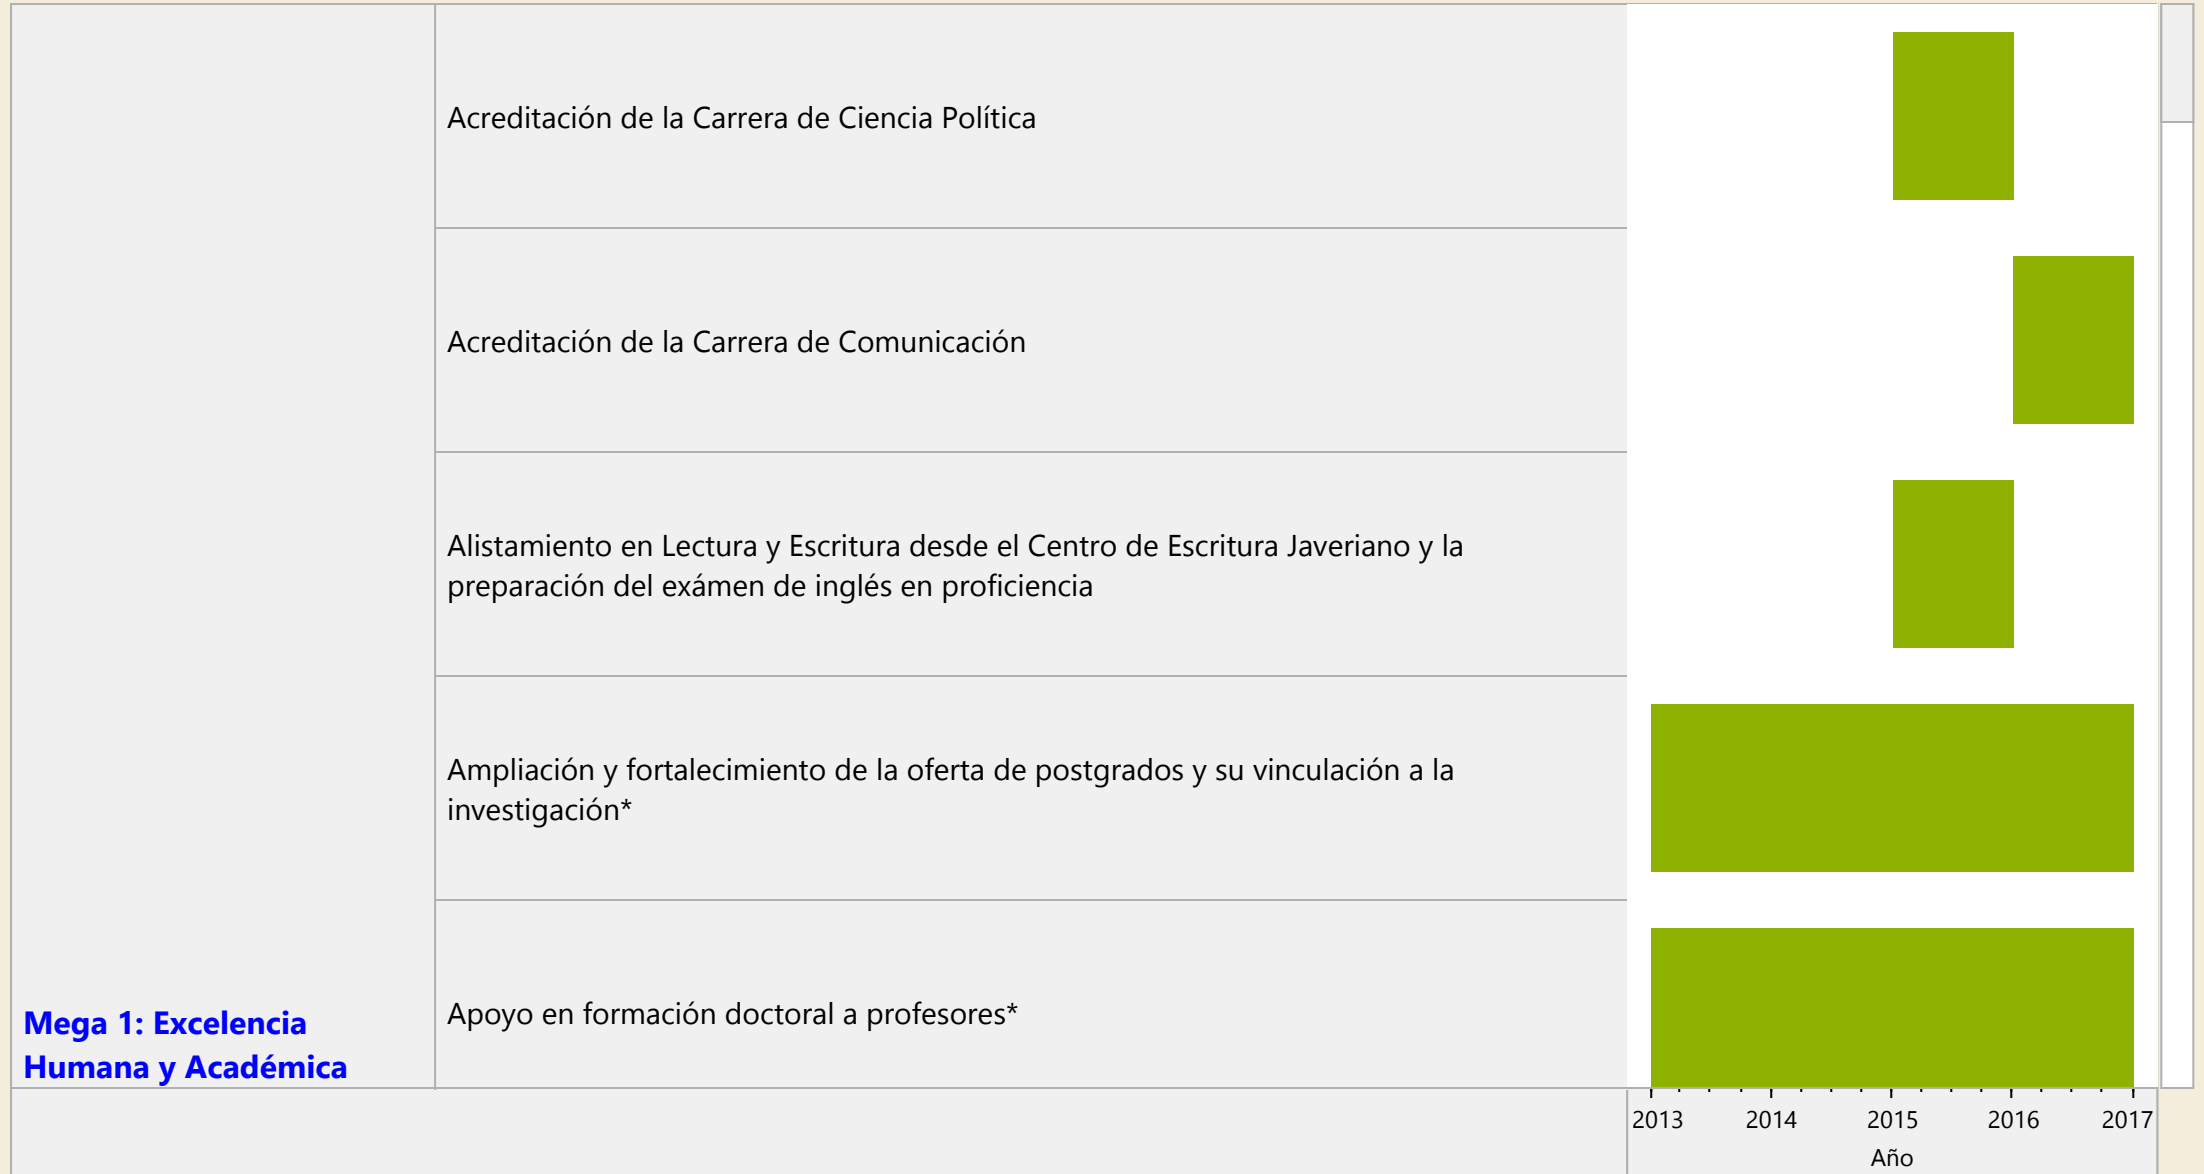 Acreditación de la Carrera de Ciencia Política
Acreditación de la Carrera de Comunicación
Alistamiento en Lectura y Escritura desde el Centro de Escritura Javeriano y la
preparación del exámen de inglés en proficiencia
Ampliación y fortalecimiento de la oferta de postgrados y su vinculación a la
investigación*
Apoyo en formación doctoral a profesores*
Mega 1: Excelencia
Humana y Académica
2013 2014 2015 2016 2017
Año